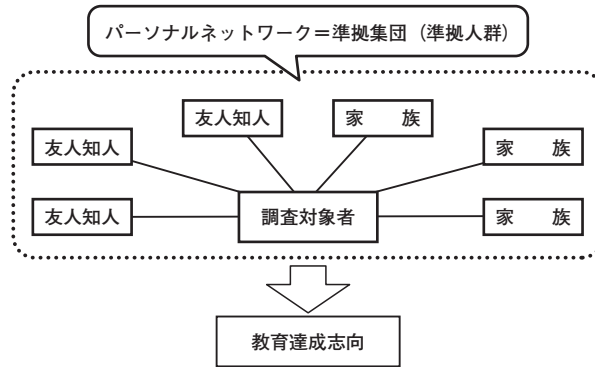 パーソナルネットワーク＝準拠集団（準拠人群）
友人知人
家　　族
友人知人
家　　族
友人知人
調査対象者
家　　族
教育達成志向